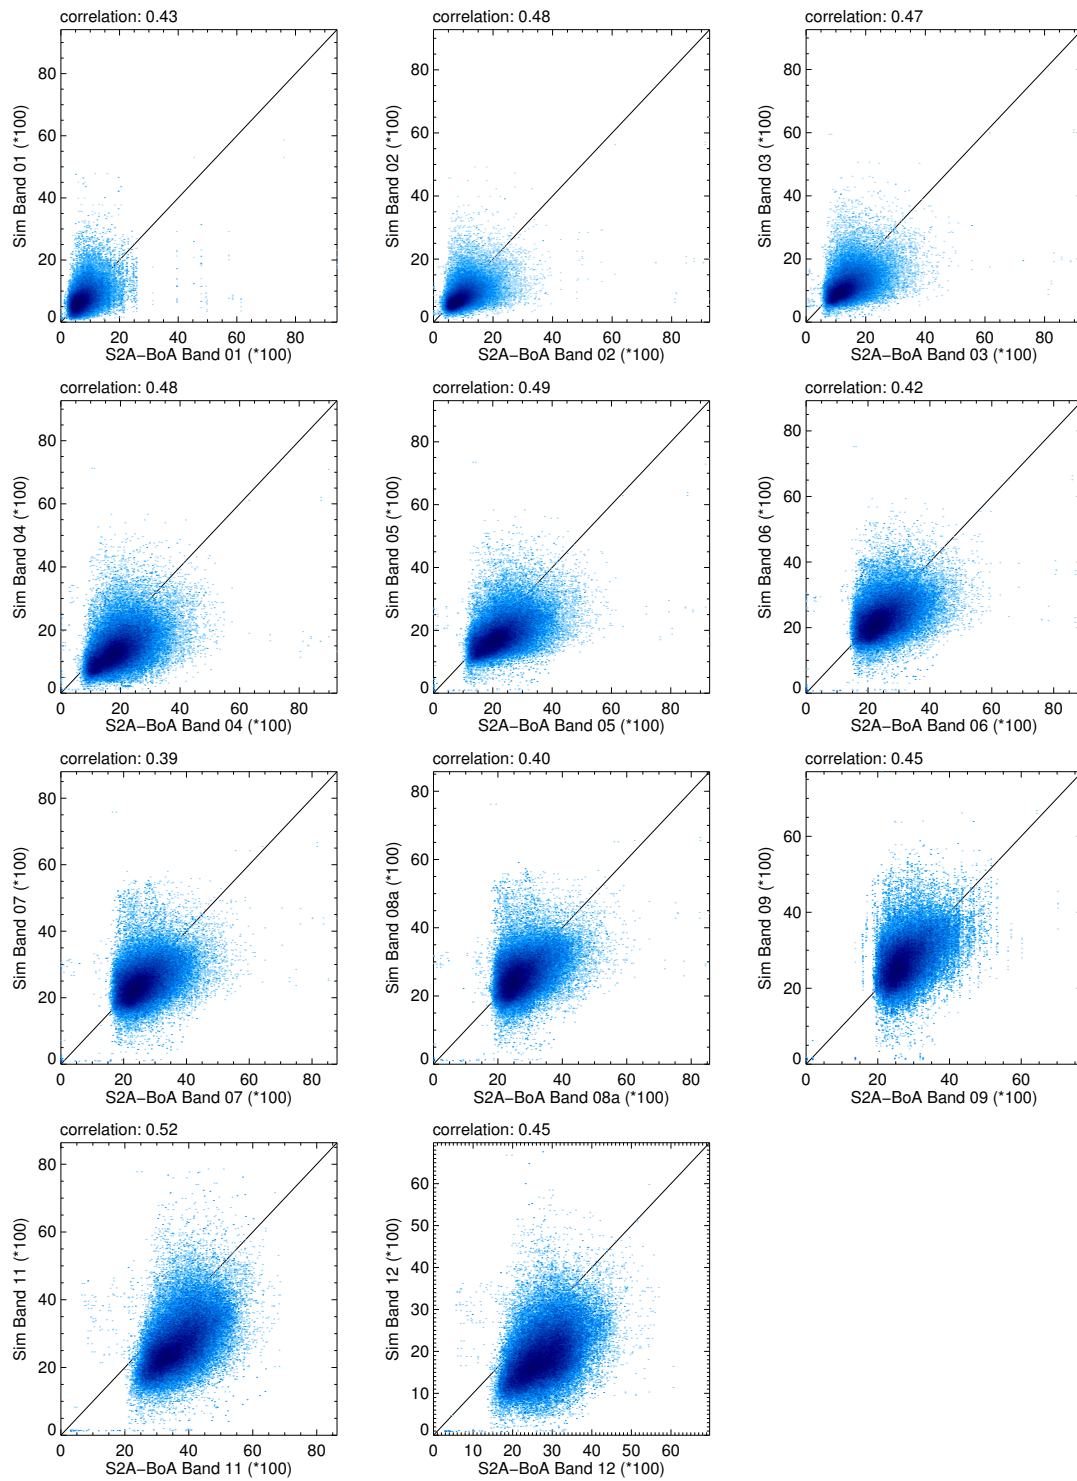 correlation: 0.43
80
60
40
20
0
Sim Band 01 (*100)
0 20 40 60 80
S2A−BoA Band 01 (*100)
correlation: 0.48
80
60
40
20
0
Sim Band 02 (*100)
0 20 40 60 80
S2A−BoA Band 02 (*100)
correlation: 0.47
80
60
40
20
0
Sim Band 03 (*100)
0 20 40 60 80
S2A−BoA Band 03 (*100)
correlation: 0.48
80
60
40
20
0
Sim Band 04 (*100)
0 20 40 60 80
S2A−BoA Band 04 (*100)
correlation: 0.49
80
60
40
20
0
Sim Band 05 (*100)
0 20 40 60 80
S2A−BoA Band 05 (*100)
correlation: 0.42
80
60
40
20
0
Sim Band 06 (*100)
0 20 40 60 80
S2A−BoA Band 06 (*100)
correlation: 0.39
80
60
40
20
0
Sim Band 07 (*100)
0 20 40 60 80
S2A−BoA Band 07 (*100)
correlation: 0.40
80
60
40
20
0
Sim Band 08a (*100)
0 20 40 60 80
S2A−BoA Band 08a (*100)
correlation: 0.45
60
40
20
0
Sim Band 09 (*100)
0 20 40 60
S2A−BoA Band 09 (*100)
correlation: 0.52
80
60
40
20
0
Sim Band 11 (*100)
0 20 40 60 80
S2A−BoA Band 11 (*100)
correlation: 0.45
60
50
40
30
20
10
0
Sim Band 12 (*100)
0 10 20 30 40 50 60
S2A−BoA Band 12 (*100)